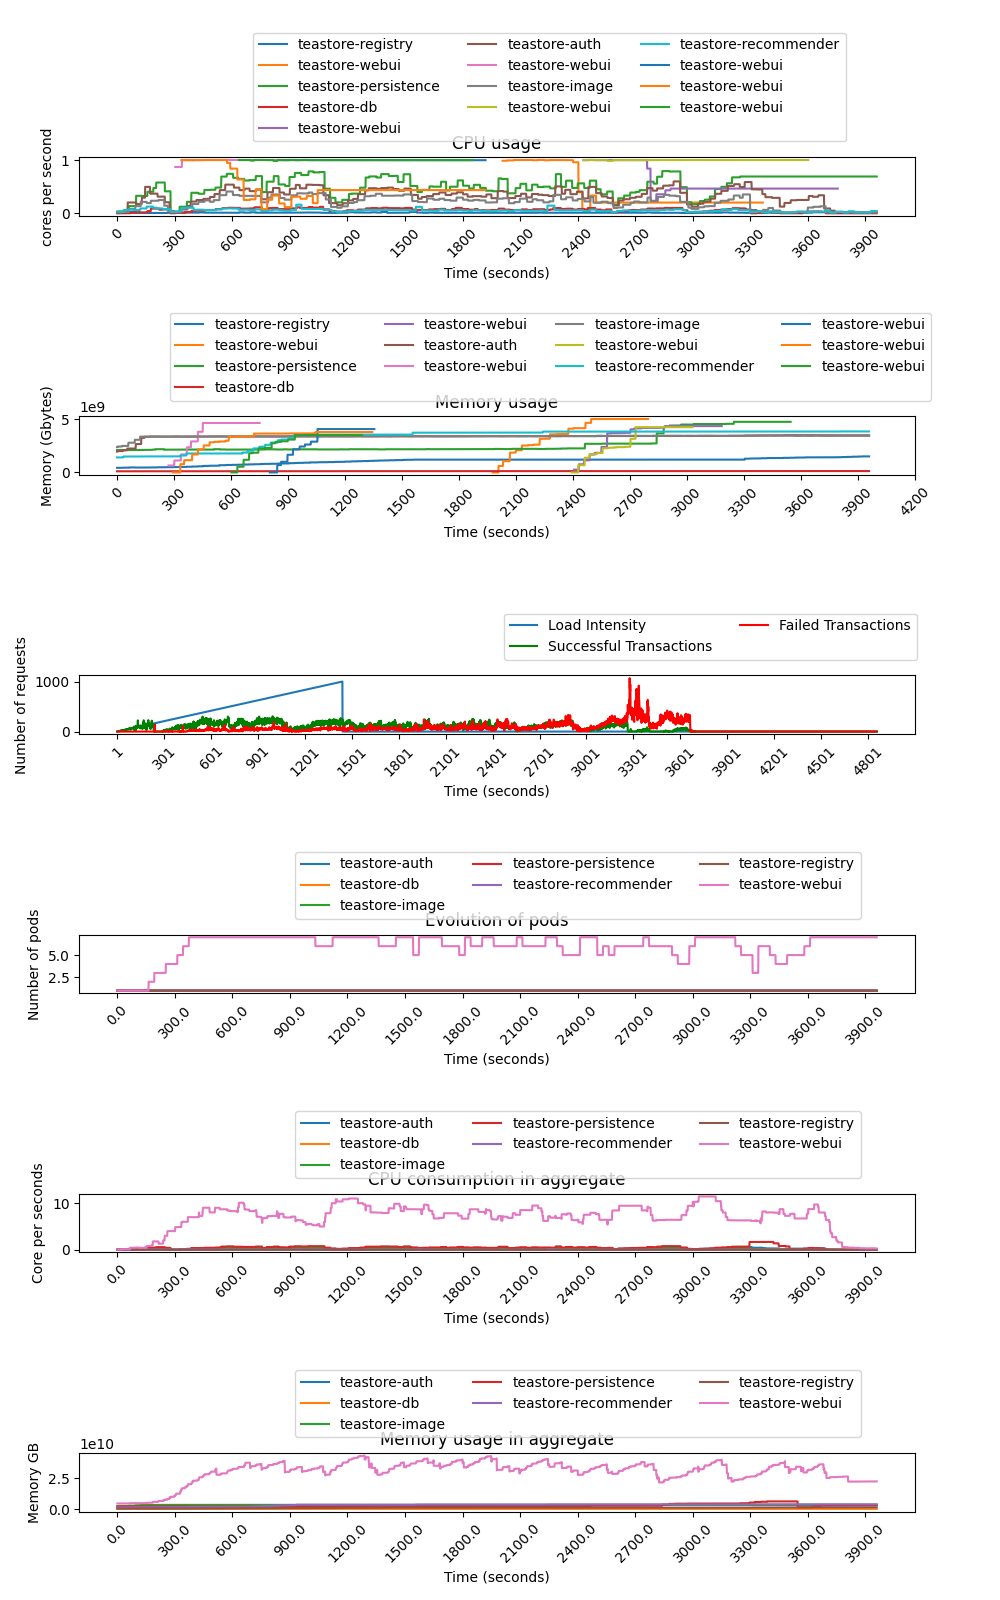 teastore-registry teastore-auth teastore-recommender
teastore-webui teastore-webui teastore-webui
teastore-persistence teastore-image teastore-webui
teastore-db teastore-webui teastore-webui
teastore-webui
CPU usage
cores per second
1
0
0 300 600 900 1200 1500 1800 2100 2400 2700 3000 3300 3600 3900
Time (seconds)
teastore-registry teastore-webui teastore-image teastore-webui
teastore-webui teastore-auth teastore-webui teastore-webui
teastore-persistence teastore-webui teastore-recommender teastore-webui
teastore-db
1e9
Memory usage
Memory (Gbytes)
5
0
0 300 600 900 1200 1500 1800 2100 2400 2700 3000 3300 3600 3900 4200
Time (seconds)
Load Intensity Failed Transactions
Successful Transactions
Number of requests
1000
0
1 301 601 901 1201 1501 1801 2101 2401 2701 3001 3301 3601 3901 4201 4501 4801
Time (seconds)
teastore-auth teastore-persistence teastore-registry
teastore-db teastore-recommender teastore-webui
teastore-image
Evolution of pods
Number of pods
5.0
2.5
0.0 300.0 600.0 900.0 1200.0 1500.0 1800.0 2100.0 2400.0 2700.0 3000.0 3300.0 3600.0 3900.0
Time (seconds)
teastore-auth teastore-persistence teastore-registry
teastore-db teastore-recommender teastore-webui
teastore-image
CPU consumption in aggregate
Core per seconds
10
0
0.0 300.0 600.0 900.0 1200.0 1500.0 1800.0 2100.0 2400.0 2700.0 3000.0 3300.0 3600.0 3900.0
Time (seconds)
teastore-auth teastore-persistence teastore-registry
teastore-db teastore-recommender teastore-webui
teastore-image
1e10
Memory usage in aggregate
Memory GB
2.5
0.0
0.0 300.0 600.0 900.0 1200.0 1500.0 1800.0 2100.0 2400.0 2700.0 3000.0 3300.0 3600.0 3900.0
Time (seconds)